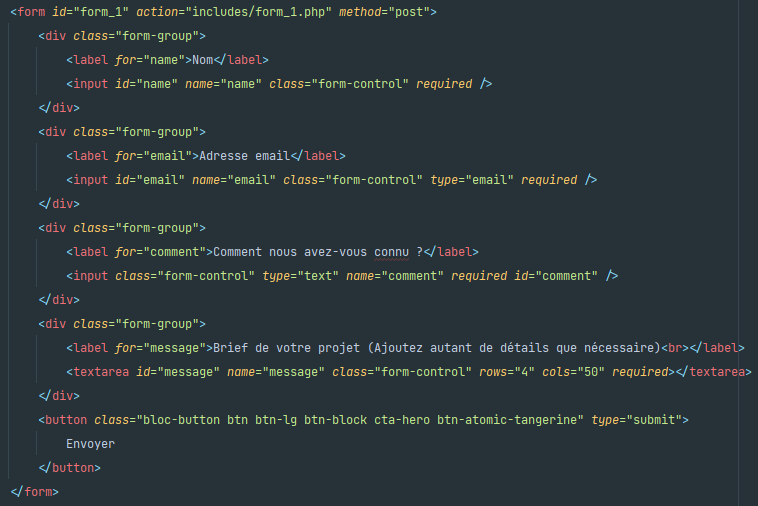 <form id="form_1" action="includes/form_1.php" method="post">
<div class="form-group">
<label for="name">Nom</label>
<input id="name" name="name" class="form-control" required />
</div>
<div class="form-group">
<label for="email">Adresse email</label>
<input id="email" name="email" class="form-control" type="email" required />
</div>
<div class="form-group">
<label for="comment">Comment nous avez-vous connu ?</label>
<input class="form-control" type="text" name="comment" required id="comment" />
</div>
<div class="form-group">
<label for="message">Brief de votre projet (Ajoutez autant de détails que nécessaire)<br></label>
<textarea id="message" name="message" class="form-control" rows="4" cols="50" required></textarea>
</div>
<button class="bloc-button btn btn-lg btn-block cta-hero btn-atomic-tangerine" type="submit">
Envoyer
</button>
</form>